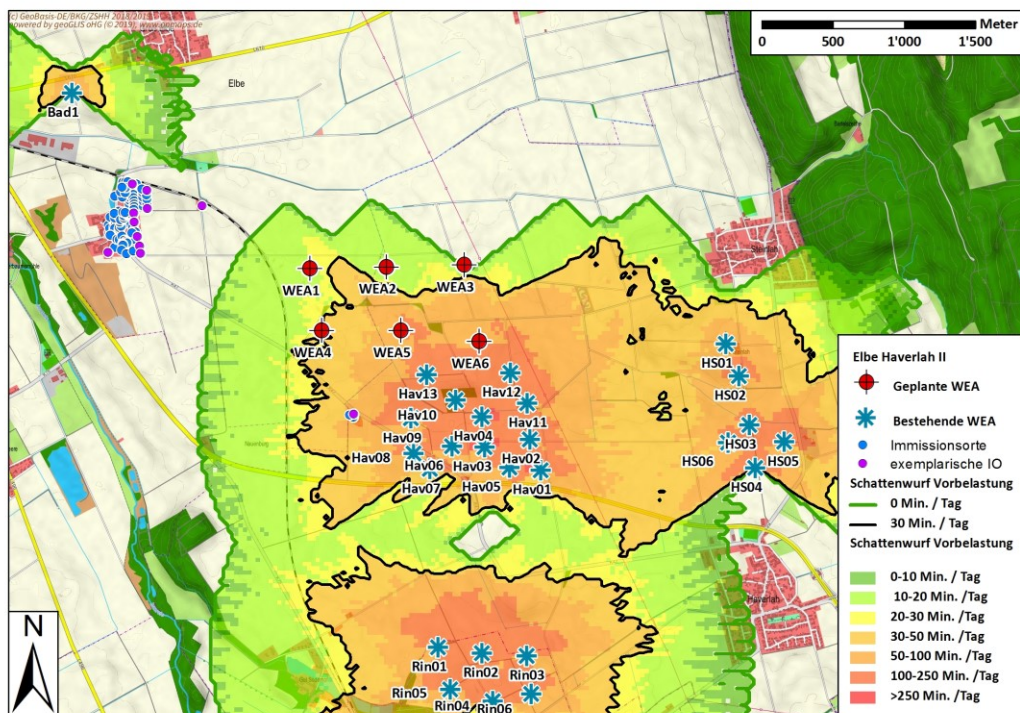 (c) GeoBasis-DE/BKG/ZSHH 2018/2019
powered by geoGLIS oHG (©2019), www.onmaps.de
Meter
0 500 1'000 1'500
Elbe
Bad1
Steinlah
WEA1
WEA2
WEA3
WEA4
WEA5
WEA6
HS01
HS02
Hav13
Hav12
Hav10
Hav11
Hav09
Hav04
Hav02
Hav08
Hav06
Hav03
Hav07
Hav05
Hav01
HS03
HS06
HS05
HS04
Haverlah
Rin01
Rin02
Rin03
Rin05
Rin04
Rin06
N
Elbe Haverlah II
Geplante WEA
Bestehende WEA
Immissionsorte
exemplarische IO
Schattenwurf Vorbelastung
0 Min. / Tag
30 Min. / Tag
Schattenwurf Vorbelastung
0-10 Min. / Tag
10-20 Min. /Tag
20-30 Min. /Tag
30-50 Min. /Tag
50-100 Min. /Tag
100-250 Min. /Tag
>250 Min. /Tag